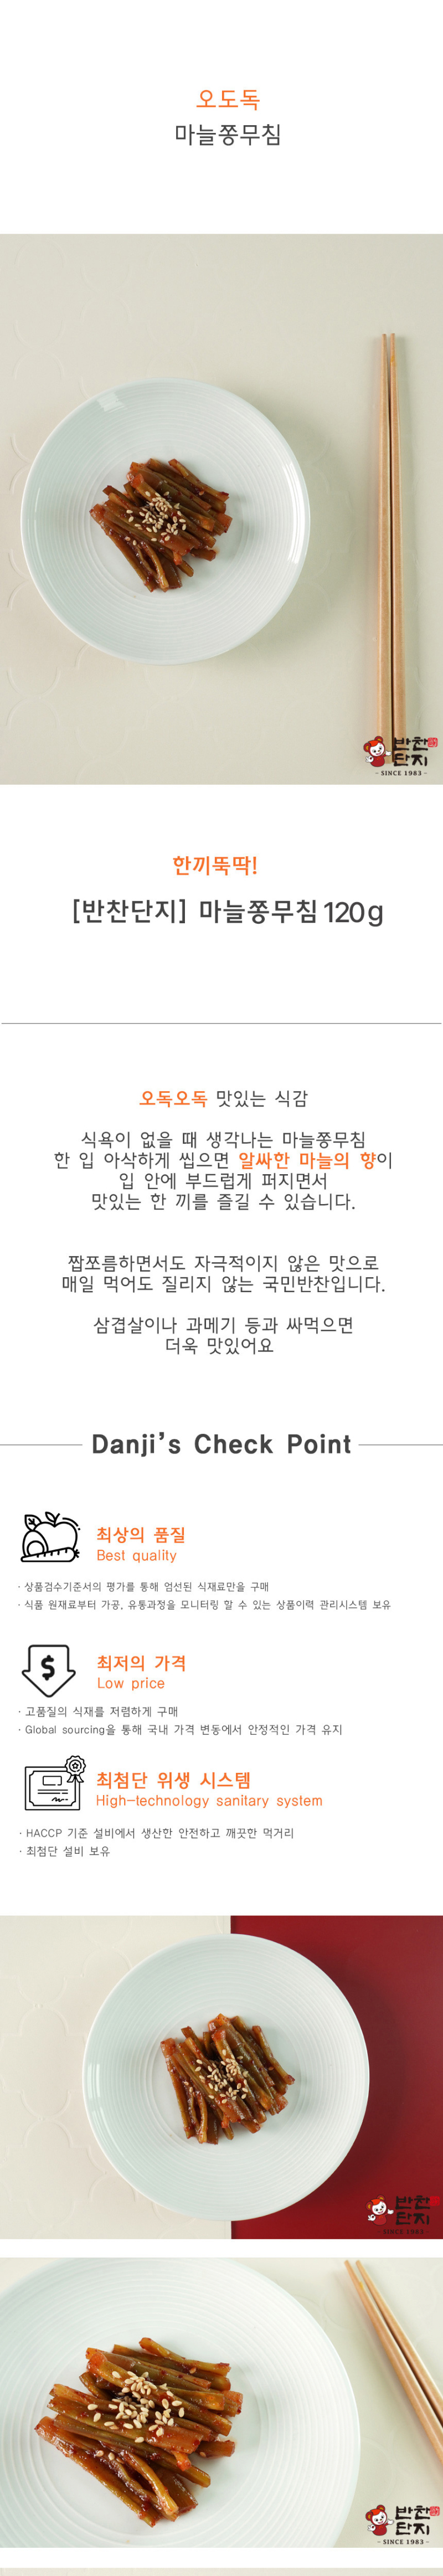 오도독
마늘쫑무침
반찬
단지
- SINCE 1983 -
한끼뚝딱!
[반찬단지] 마늘쫑무침 120g
오독오독 맛있는 식감
식욕이 없을 때 생각나는 마늘쫑무침
한 입 아삭하게 씹으면 알싸한 마늘의 향이
입 안에 부드럽게 퍼지면서
맛있는 한 끼를 즐길 수 있습니다.
짭쪼름하면서도 자극적이지 않은 맛으로
매일 먹어도 질리지 않는 국민반찬입니다.
삼겹살이나 과메기 등과 싸먹으면
더욱 맛있어요
Danji's Check Point
최상의 품질
Best quality
· 상품검수기준서의 평가를 통해 엄선된 식재료만을 구매
· 식품 원재료부터 가공, 유통과정을 모니터링 할 수 있는 상품이력 관리시스템 보유
최저의 가격
Low price
· 고품질의 식재를 저렴하게 구매
· Global sourcing을 통해 국내 가격 변동에서 안정적인 가격 유지
최첨단 위생 시스템
High-technology sanitary system
· HACCP 기준 설비에서 생산한 안전하고 깨끗한 먹거리
· 최첨단 설비 보유
반찬
단지
- SINCE 1983 -
반찬
단지
- SINCE 1983 -